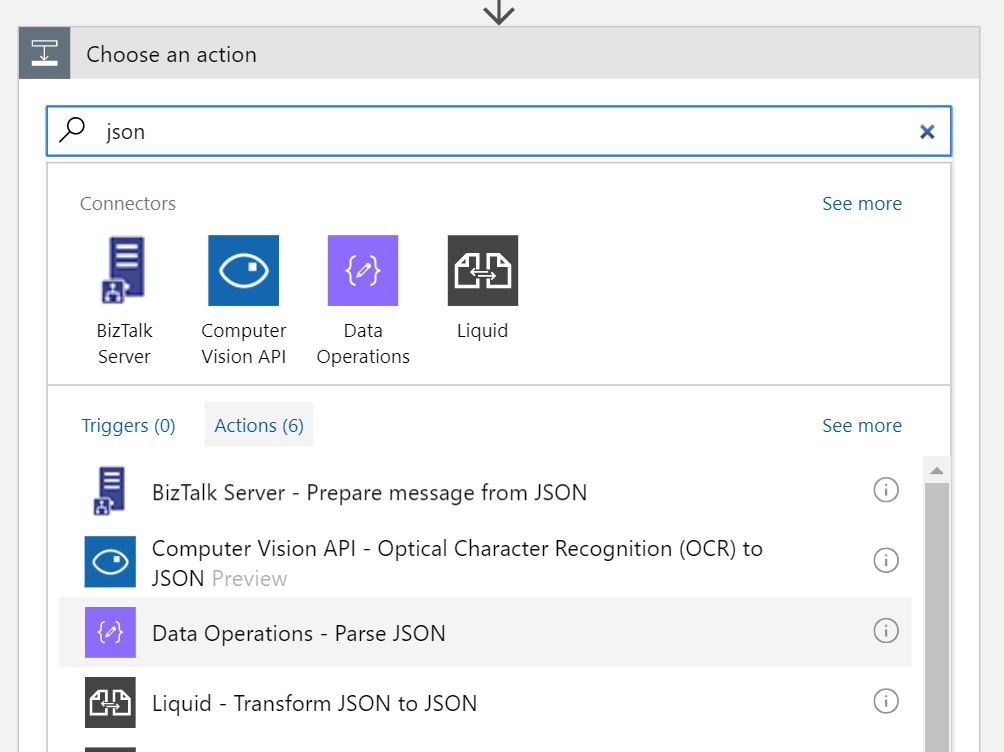 Choose an action
json
Connectors
See more
BizTalk
Server
Computer
Vision API
Data
Operations
Liquid
Triggers (0)
Actions (6)
See more
BizTalk Server - Prepare message from JSON
Computer Vision API - Optical Character Recognition (OCR) to
JSON Preview
Data Operations - Parse JSON
Liquid - Transform JSON to JSON